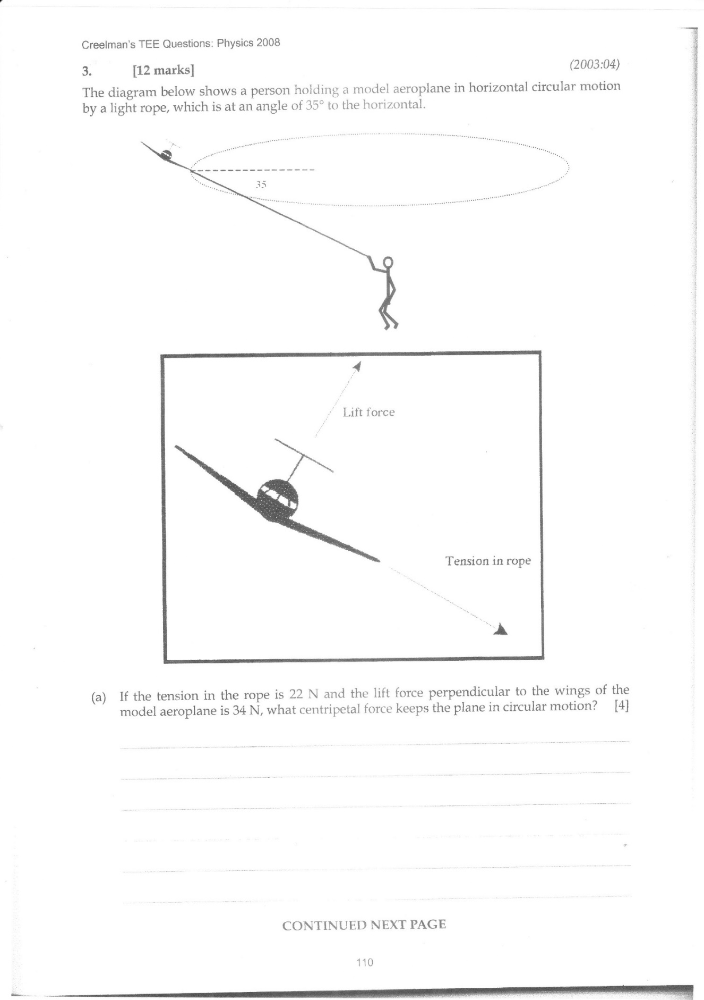 Creelman's TEE Questions: Physics 2008
3. [12 marks] (2003:04)
The diagram below shows a person holding a model aeroplane in horizontal circular motion
by a light rope, which is at an angle of 35° to the horizontal.
35
Lift force
Tension in rope
(a) If the tension in the rope is 22 N and the lift force perpendicular to the wings of the
model aeroplane is 34 N, what centripetal force keeps the plane in circular motion? [4]
CONTINUED NEXT PAGE
110